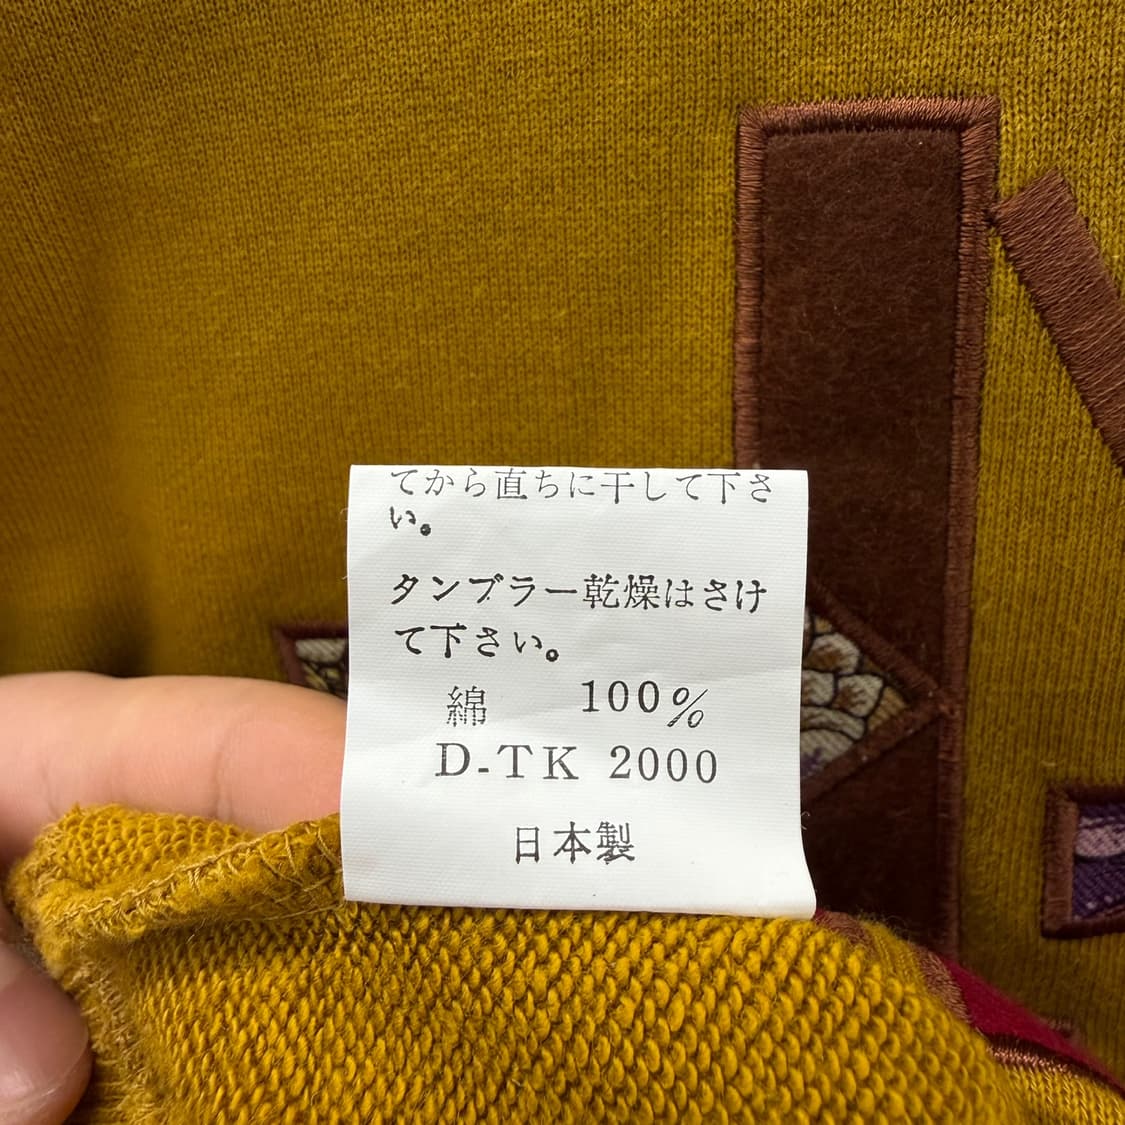 てから直ちに干して下さ
い。
タンブラー乾燥はさけ
て下さい。
綿 100%
D-TK 2000
日本製